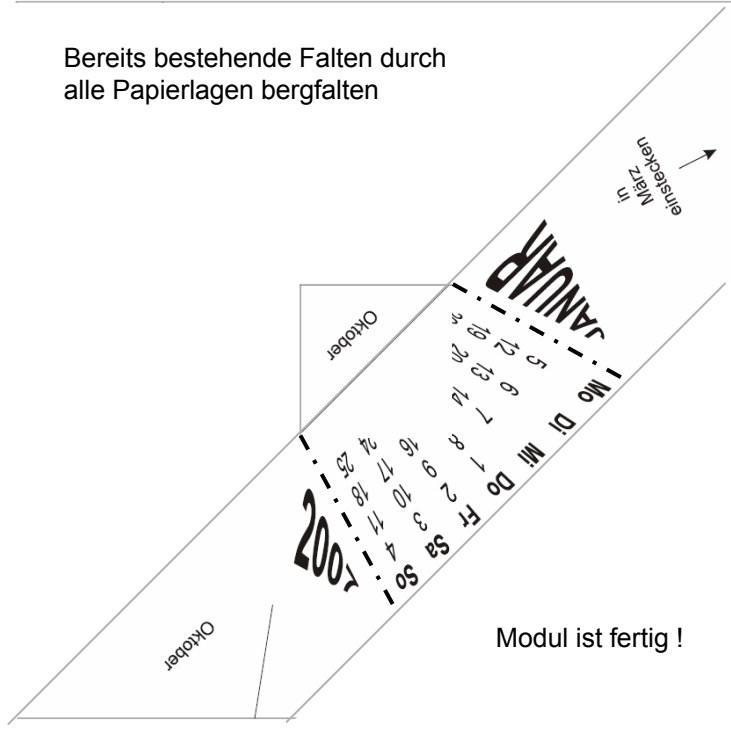 Bereits bestehende Falten durch
alle Papierlagen bergfalten
in
März
einstecken
JANUAR
Oktober
Mo 5 12 19
Di 6 13 20
Mi 7 14
Do 1 8
Fr 2 9 16
Sa 3 10 17 24
So 4 11 18 25
Oktober
Modul ist fertig !